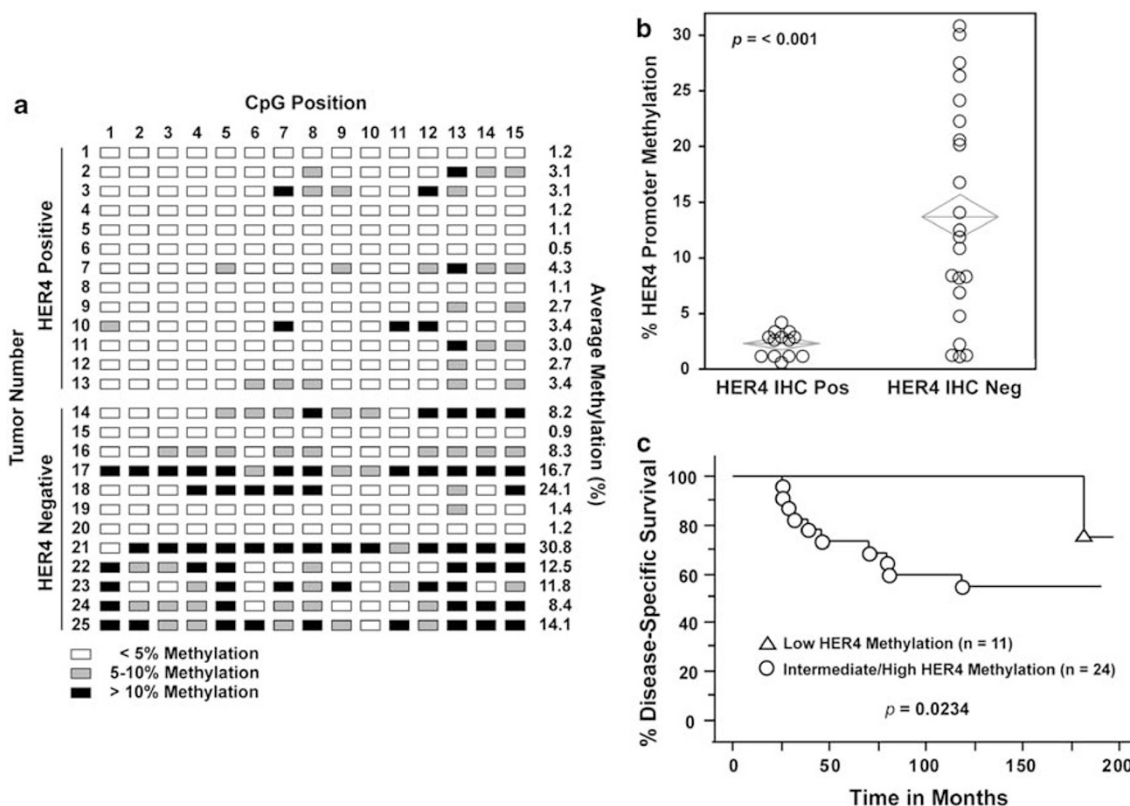 a
CpG Position
1 2 3 4 5 6 7 8 9 10 11 12 13 14 15
Tumor Number
HER4 Positive
1 1.2
2 3.1
3 3.1
4 1.2
5 1.1
6 0.5
7 4.3
8 1.1
9 2.7
10 3.4
11 3.0
12 2.7
13 3.4
HER4 Negative
14 8.2
15 0.9
16 8.3
17 16.7
18 24.1
19 1.4
20 1.2
21 30.8
22 12.5
23 11.8
24 8.4
25 14.1
Average Methylation (%)
< 5% Methylation
5-10% Methylation
> 10% Methylation
b
p = < 0.001
% HER4 Promoter Methylation
30
25
20
15
10
5
0
HER4 IHC Pos HER4 IHC Neg
c
% Disease-Specific Survival
100
80
60
40
20
0
Low HER4 Methylation (n = 11)
Intermediate/High HER4 Methylation (n = 24)
p = 0.0234
0 50 100 150 200
Time in Months